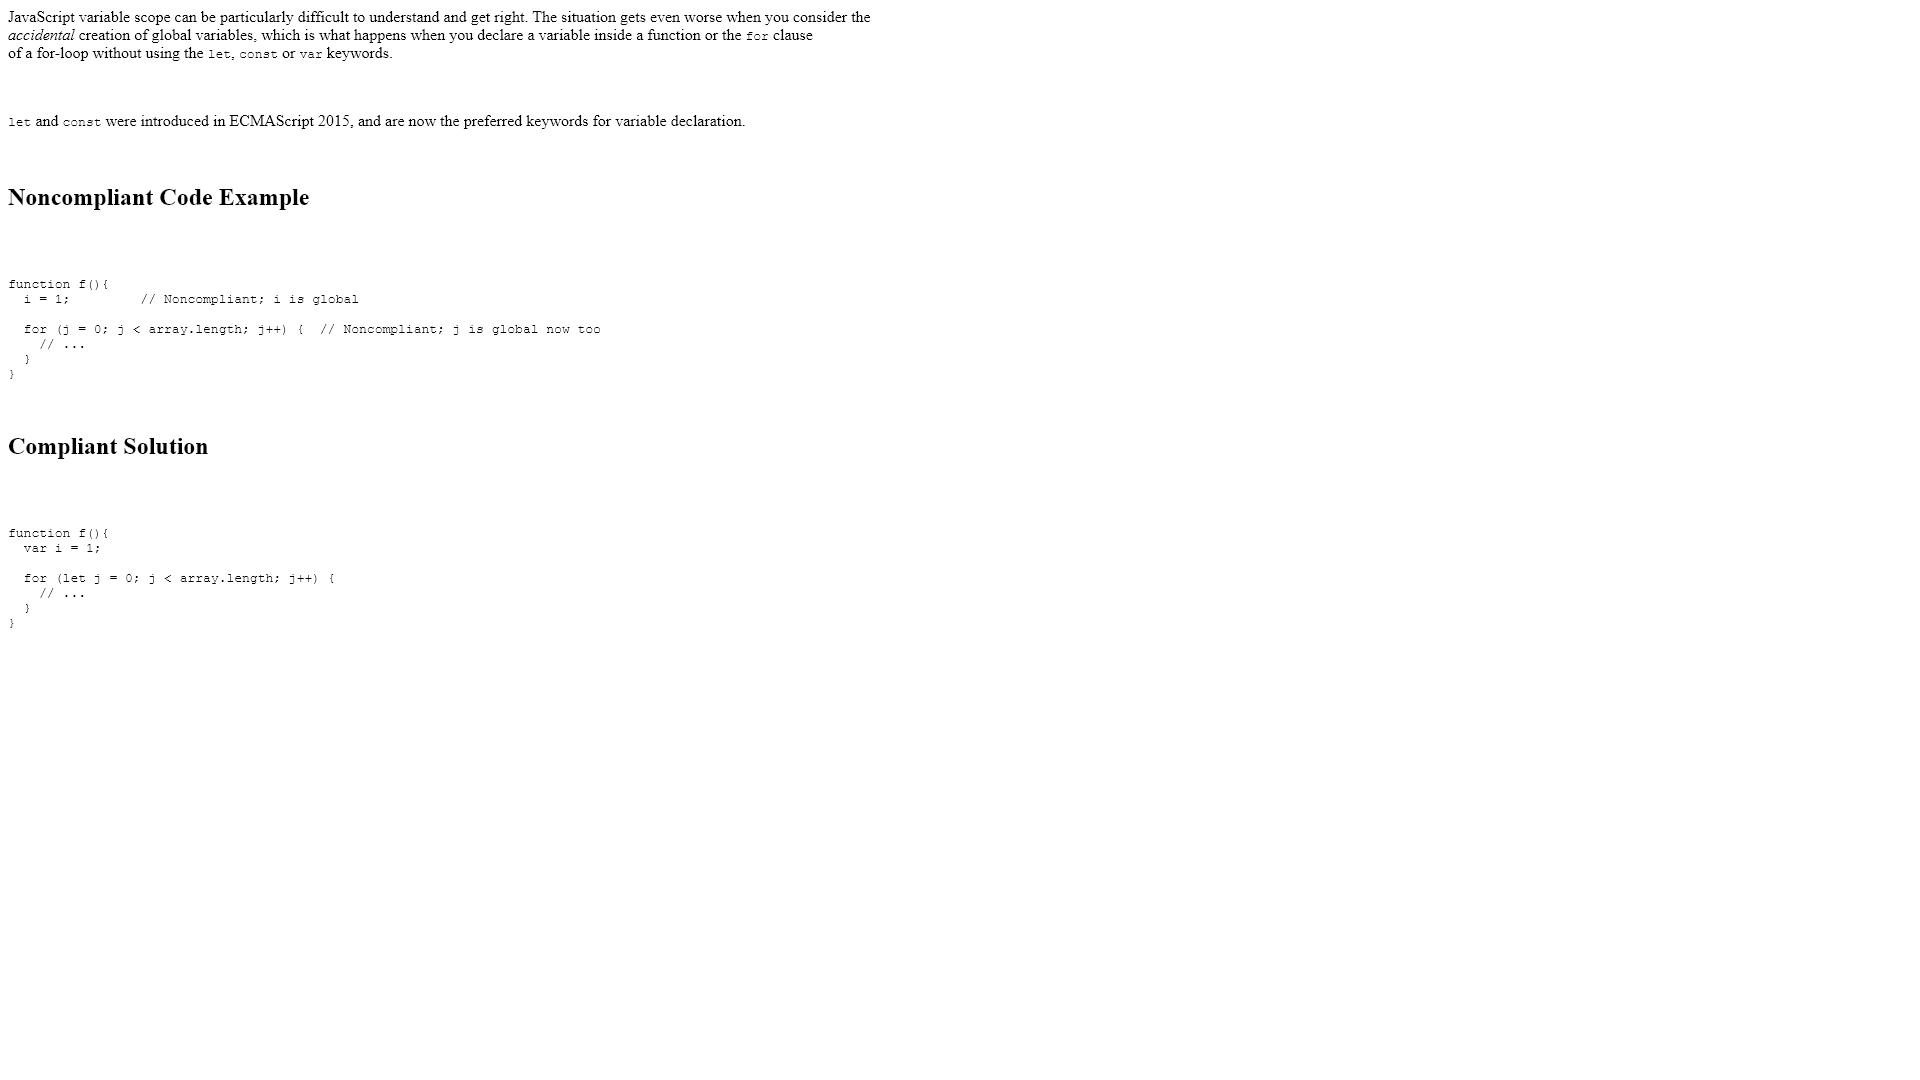 JavaScript variable scope can be particularly difficult to understand and get right. The situation gets even worse when you consider the
accidental creation of global variables, which is what happens when you declare a variable inside a function or the for clause
of a for-loop without using the let, const or var keywords.
let and const were introduced in ECMAScript 2015, and are now the preferred keywords for variable declaration.
Noncompliant Code Example
function f(){
  i = 1;         // Noncompliant; i is global
  for (j = 0; j < array.length; j++) {  // Noncompliant; j is global now too
    // ...
  }
}
Compliant Solution
function f(){
  var i = 1;
  for (let j = 0; j < array.length; j++) {
    // ...
  }
}